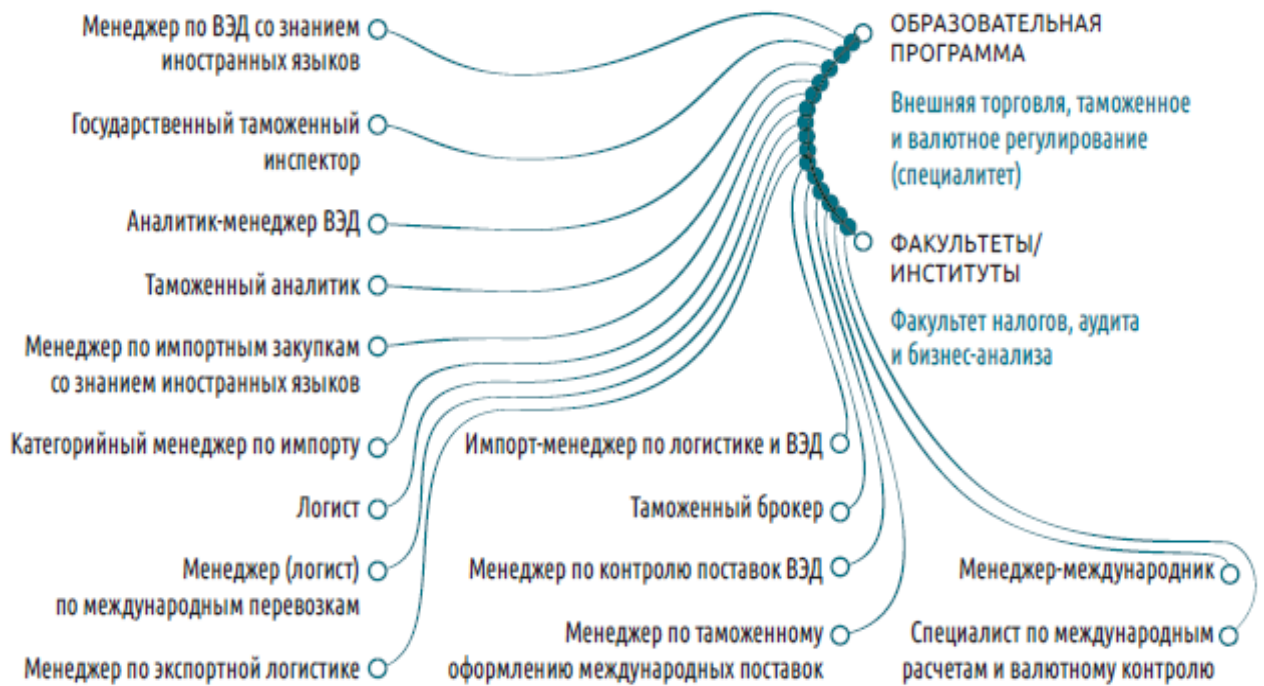 Менеджер по ВЭД со знанием
иностранных языков
Государственный таможенный
инспектор
Аналитик-менеджер ВЭД
Таможенный аналитик
Менеджер по импортным закупкам
со знанием иностранных языков
Категорийный менеджер по импорту
Логист
Менеджер (логист)
по международным перевозкам
Менеджер по экспортной логистике
Импорт-менеджер по логистике и ВЭД
Таможенный брокер
Менеджер по контролю поставок ВЭД
Менеджер по таможенному
оформлению международных поставок
Менеджер-международник
Специалист по международным
расчетам и валютному контролю
ОБРАЗОВАТЕЛЬНАЯ
ПРОГРАММА
Внешняя торговля, таможенное
и валютное регулирование
(специалитет)
ФАКУЛЬТЕТЫ/
ИНСТИТУТЫ
Факультет налогов, аудита
и бизнес-анализа